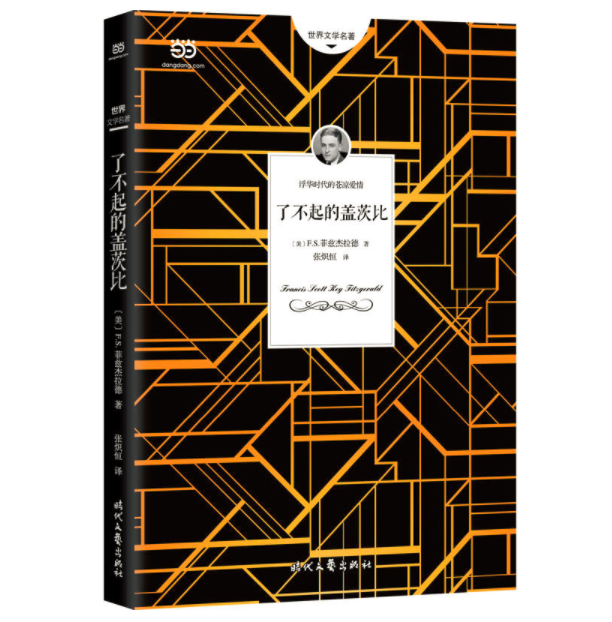 当当
dangdang.com
世界文学名著
浮华时代的苍凉爱情
了不起的盖茨比
〔美〕F.S.菲兹杰拉德 著
张炽恒 译
Francis Scott Key Fitzgerald
时代文艺出版社
当当
dangdang.com
世界
文学名著
了不起的盖茨比
〔美〕F.S.菲兹杰拉德 著
张炽恒 译
时代文艺出版社